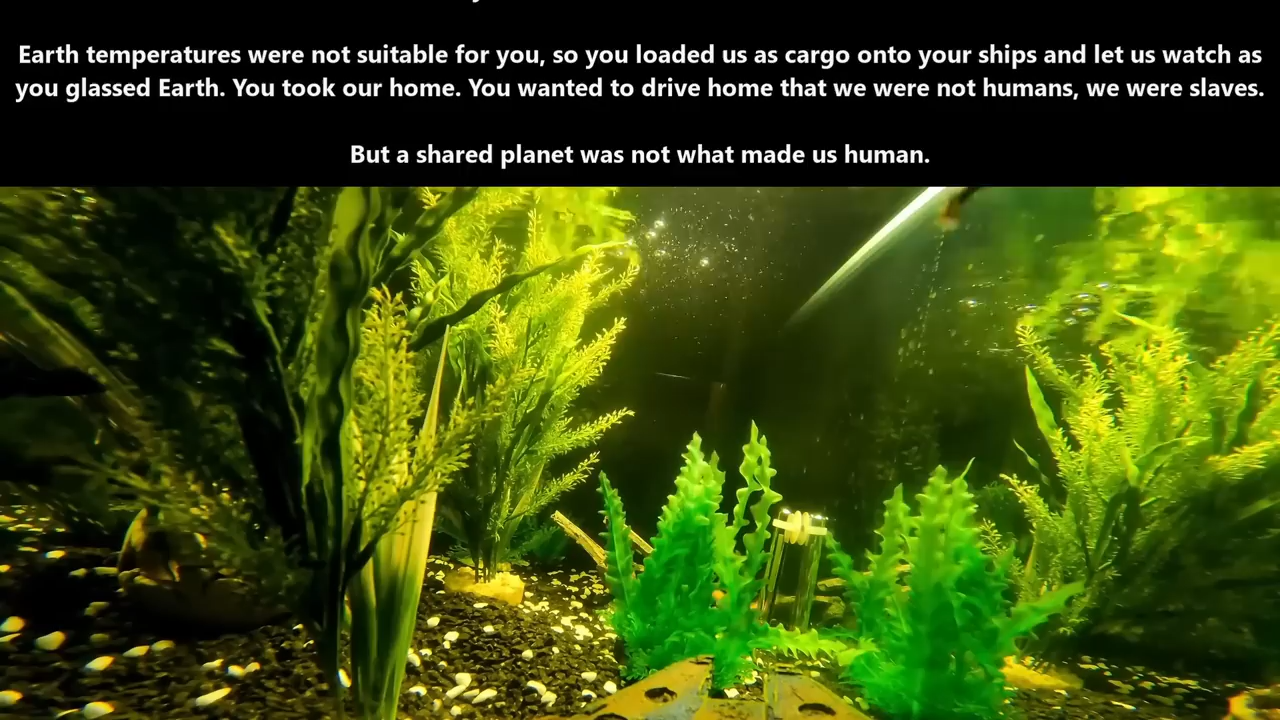 Earth temperatures were not suitable for you, so you loaded us as cargo onto your ships and let us watch as
you glassed Earth. You took our home. You wanted to drive home that we were not humans, we were slaves.
But a shared planet was not what made us human.